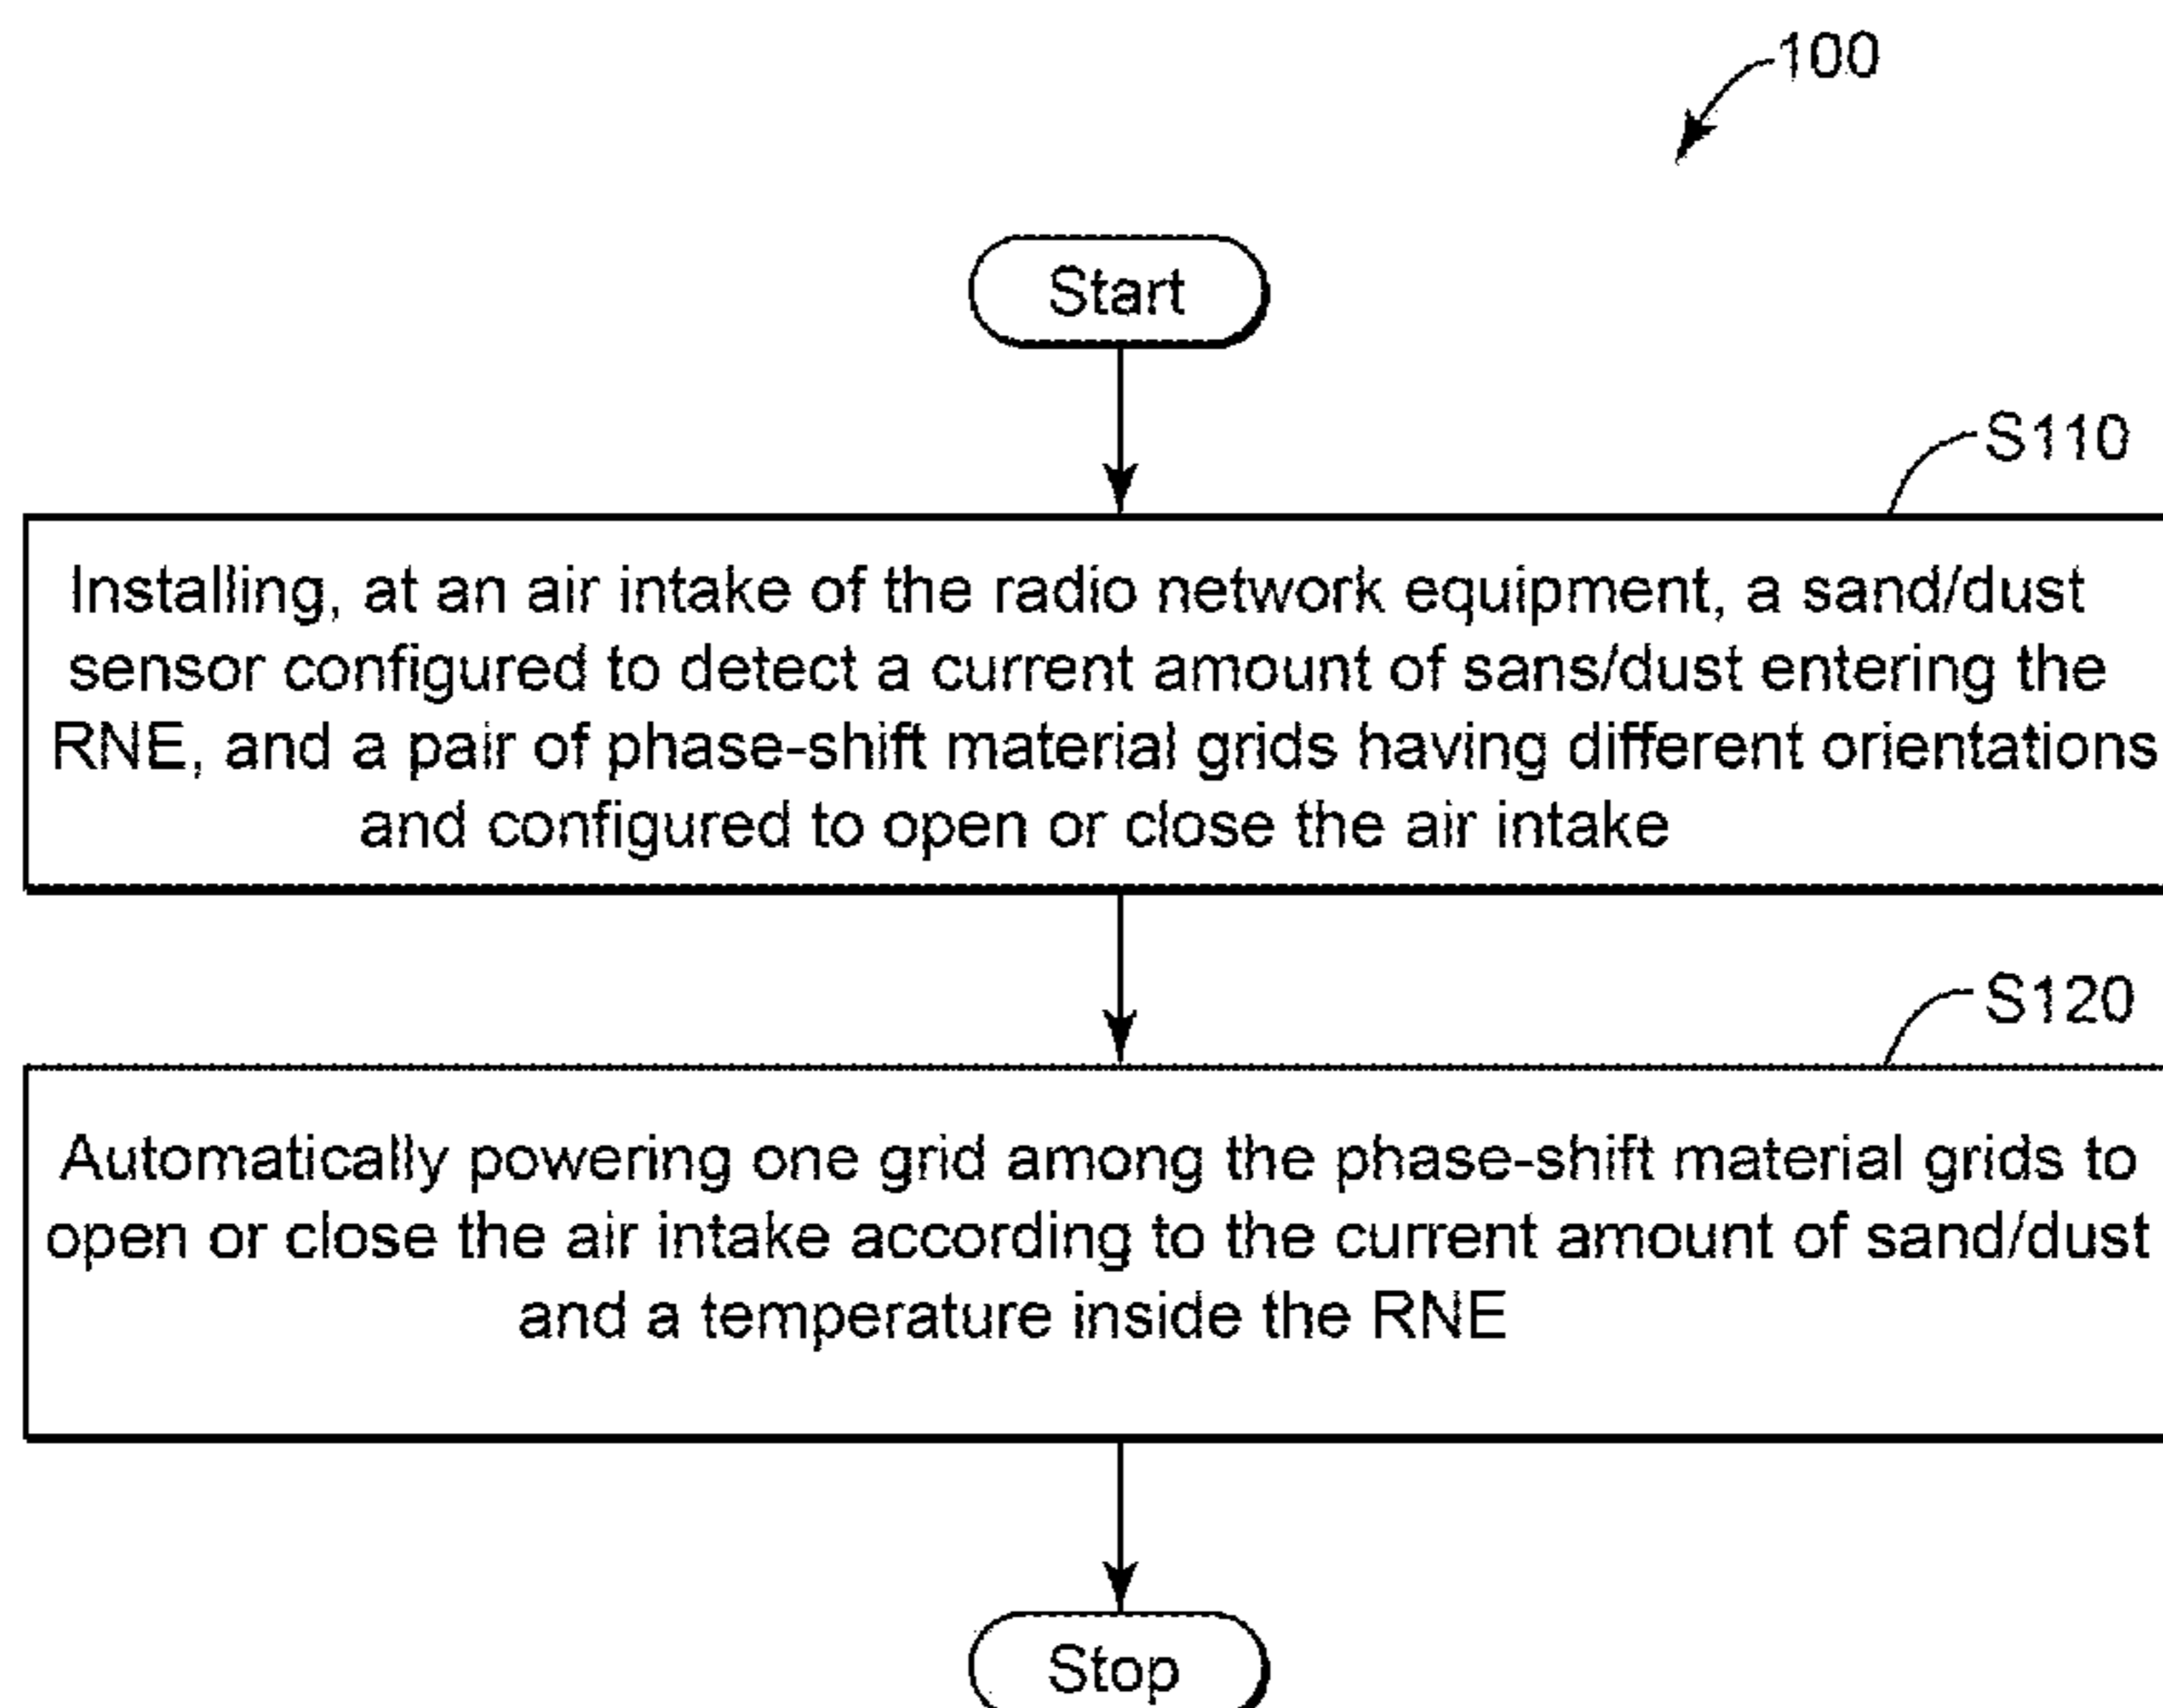 100
Start
S110
Installing, at an air intake of the radio network equipment, a sand/dust
sensor configured to detect a current amount of sans/dust entering the
RNE, and a pair of phase-shift material grids having different orientations
and configured to open or close the air intake
S120
Automatically powering one grid among the phase-shift material grids to
open or close the air intake according to the current amount of sand/dust
and a temperature inside the RNE
Stop